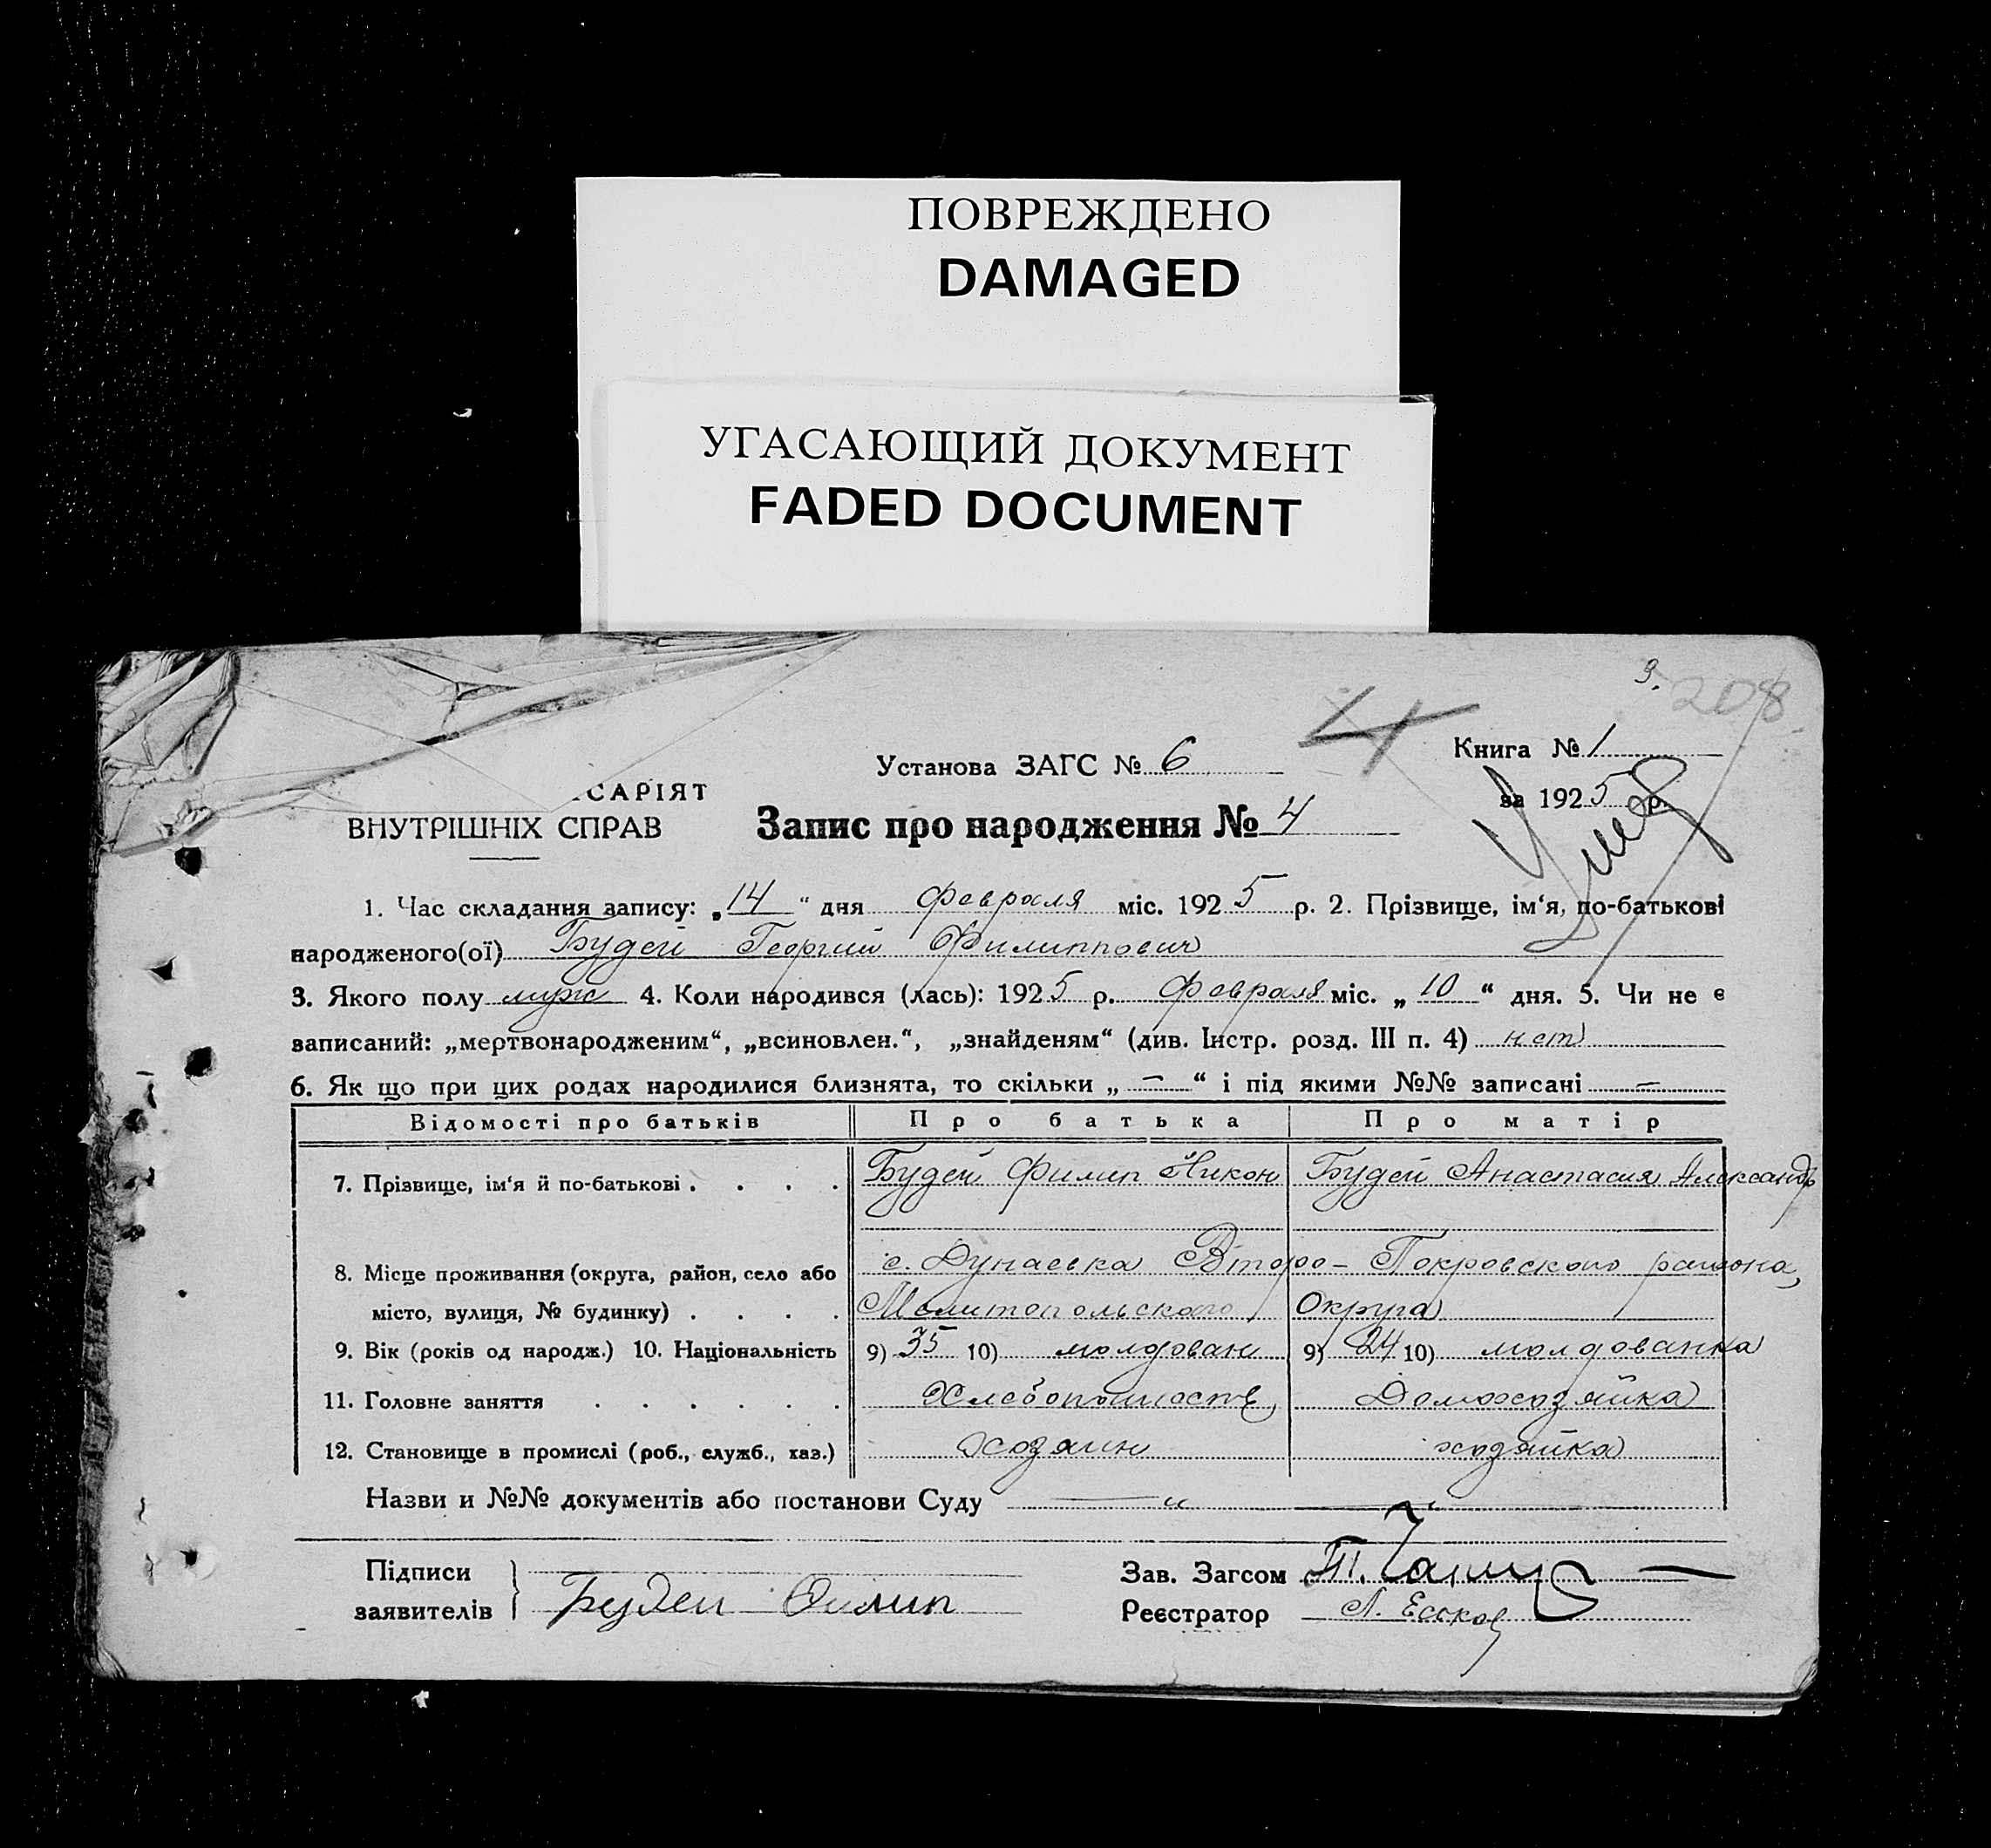 ПОВРЕЖДЕНО
DAMAGED
УГАСАЮЩИЙ ДОКУМЕНТ
FADED DOCUMENT
9.
208
4
Установа ЗАГС № 6
Книга № 1
САРІЯТ
за 1925 р.
ВНУТРІШНІХ СПРАВ
Запис про народження № 4
1. Час складання запису: „14“ дня февраля міс. 1925 р. 2. Прізвище, ім‘я, по-батькові
народженого(ої) Будей Георгий Филиппович
3. Якого полу муж 4. Коли народився (лась): 1925 р. февраля міс. „10“ дня. 5. Чи не є
записаний: „мертвонародженим“, „всиновлен.“, „знайденям“ (див. Інстр. розд. III п. 4) нет
6. Як що при цих родах народилися близнята, то скільки „ — “ і під якими №№ записані —
Відомості про батьків Про батька Про матір
7. Прізвище, ім‘я й по-батькові . . . . Будей Филип Никон Будей Анастасия Александр
8. Місце проживання (округа, район, село або с. Дунаевка Второ-Покровского района,
місто, вулиця, № будинку) . . . . Мелитопольского Округа
9. Вік (років од народж.) 10. Національність 9) 35 10) молдован 9) 24 10) молдованка
11. Головне заняття . . . . . . Хлебопашеств Домохозяйка
12. Становище в промислі (роб., служб., хаз.) Хозяин хозяйка
Назви и №№ документів або постанови Суду — „ — „
Підписи
Зав. Загсом
заявителів Будей Филип
Реєстратор Л. Еськов